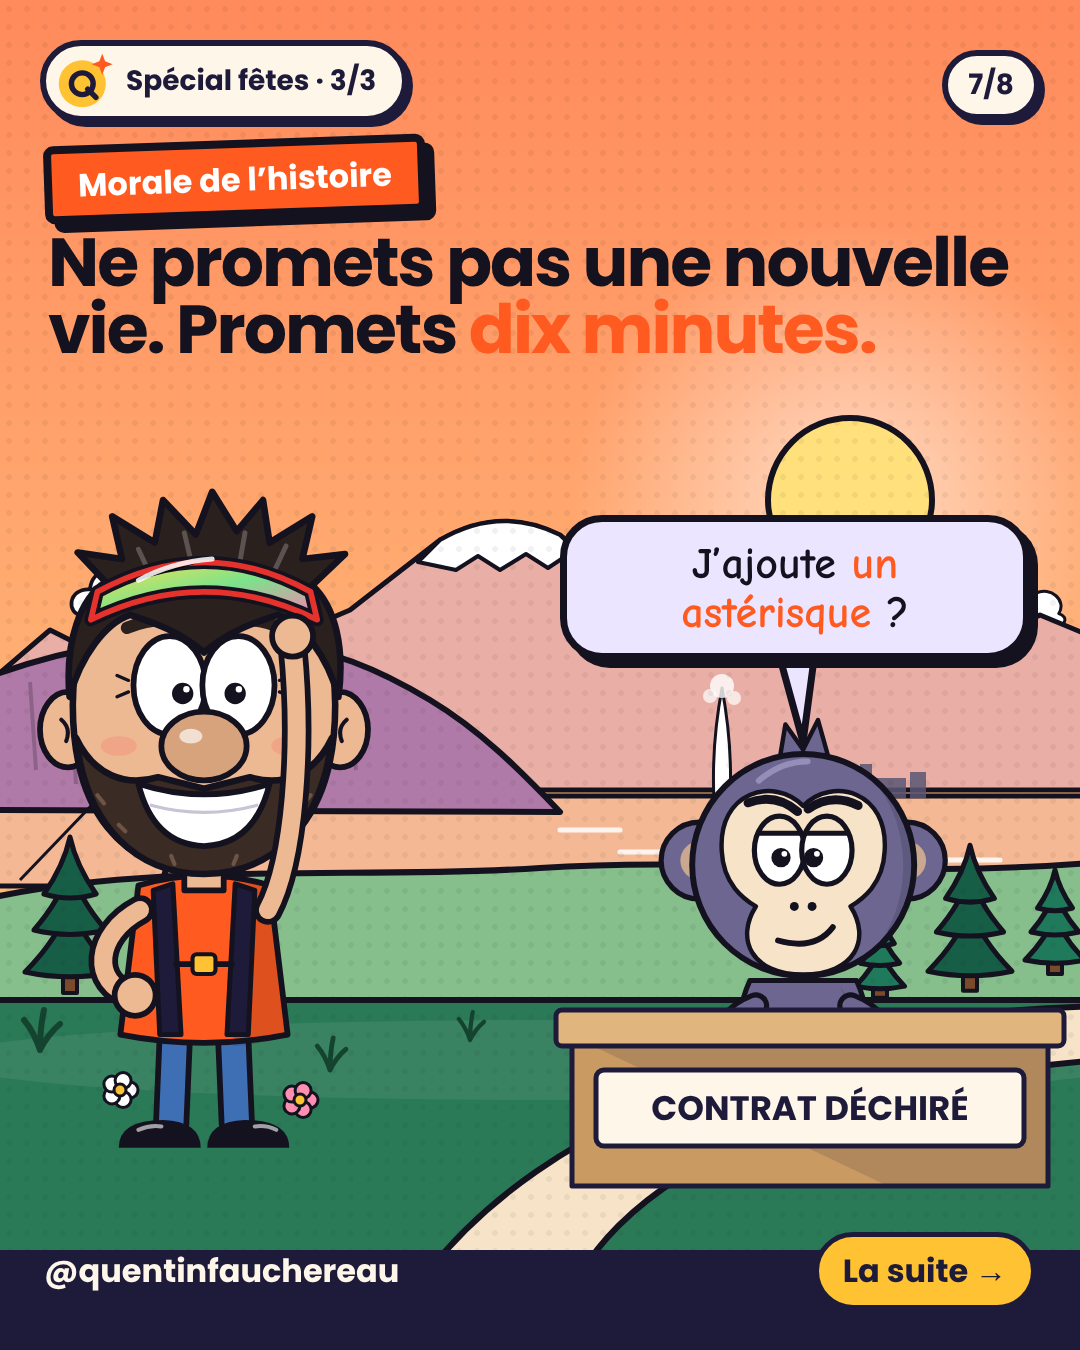 Spécial fêtes · 3/3
7/8
Morale de l’histoire
Ne promets pas une nouvelle
vie. Promets dix minutes.
J’ajoute un
astérisque ?
CONTRAT DÉCHIRÉ
@quentinfauchereau
La suite →